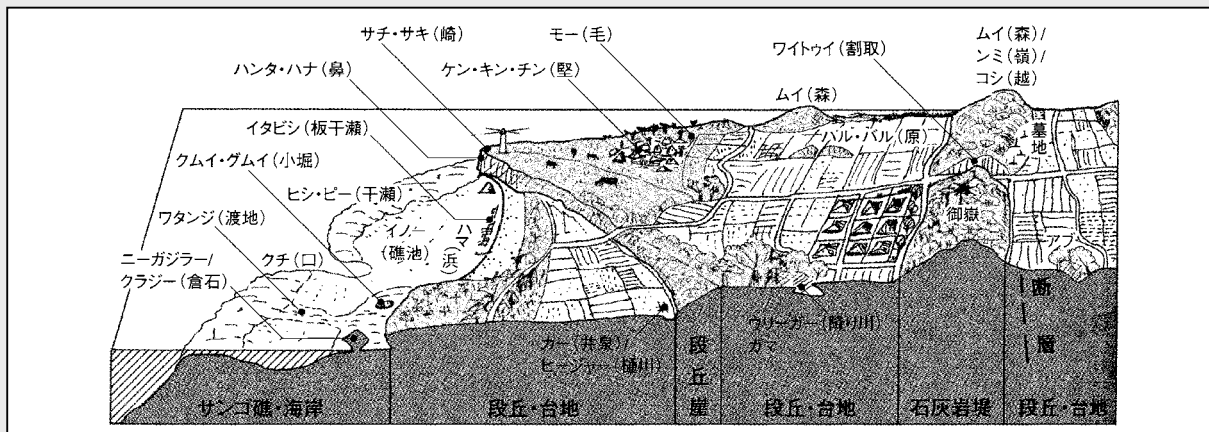 サチ・サキ（崎）
ハンタ・ハナ（鼻）
イタビシ（板干瀬）
クムイ・グムイ（小堀）
ヒシ・ピー（干瀬）
ワタンジ（渡地）
ニーガジラー/
クラジー（倉石）
クチ（口）
イノー
（礁池）
ハマ（浜）
モー（毛）
ケン・キン・チン（堅）
ムイ（森）
ワイトゥイ（割取）
ムイ（森）/
ンミ（嶺）/
コシ（越）
ハル・バル（原）
墓地
御嶽
アブ
カー（井泉）/
ヒージャー（樋川）
ウリーガー（降り川）
ガマ
断層
サンゴ礁・海岸
段丘・台地
段丘崖
段丘・台地
石灰岩堤
段丘・台地